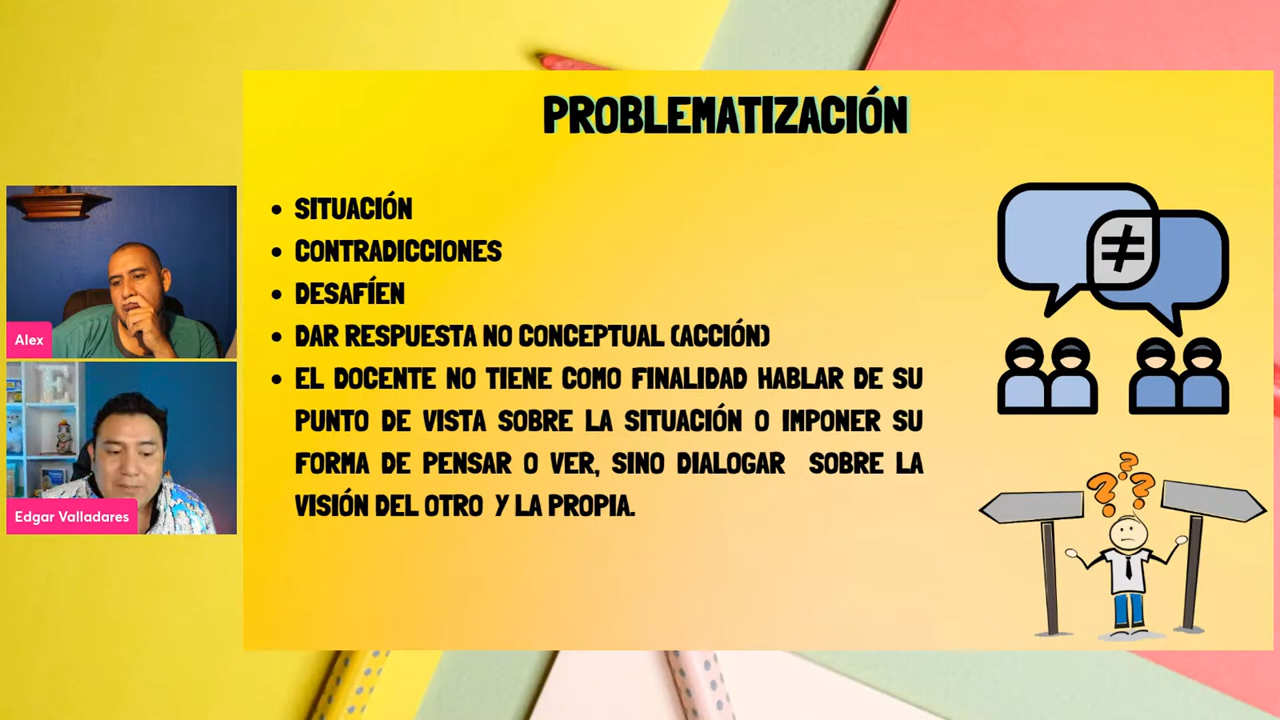 PROBLEMATIZACIÓN
SITUACIÓN
CONTRADICCIONES
DESAFÍEN
DAR RESPUESTA NO CONCEPTUAL (ACCIÓN)
EL DOCENTE NO TIENE COMO FINALIDAD HABLAR DE SU
PUNTO DE VISTA SOBRE LA SITUACIÓN O IMPONER SU
FORMA DE PENSAR O VER, SINO DIALOGAR SOBRE LA
VISIÓN DEL OTRO Y LA PROPIA.
≠
? ? ?
Alex
Edgar Valladares